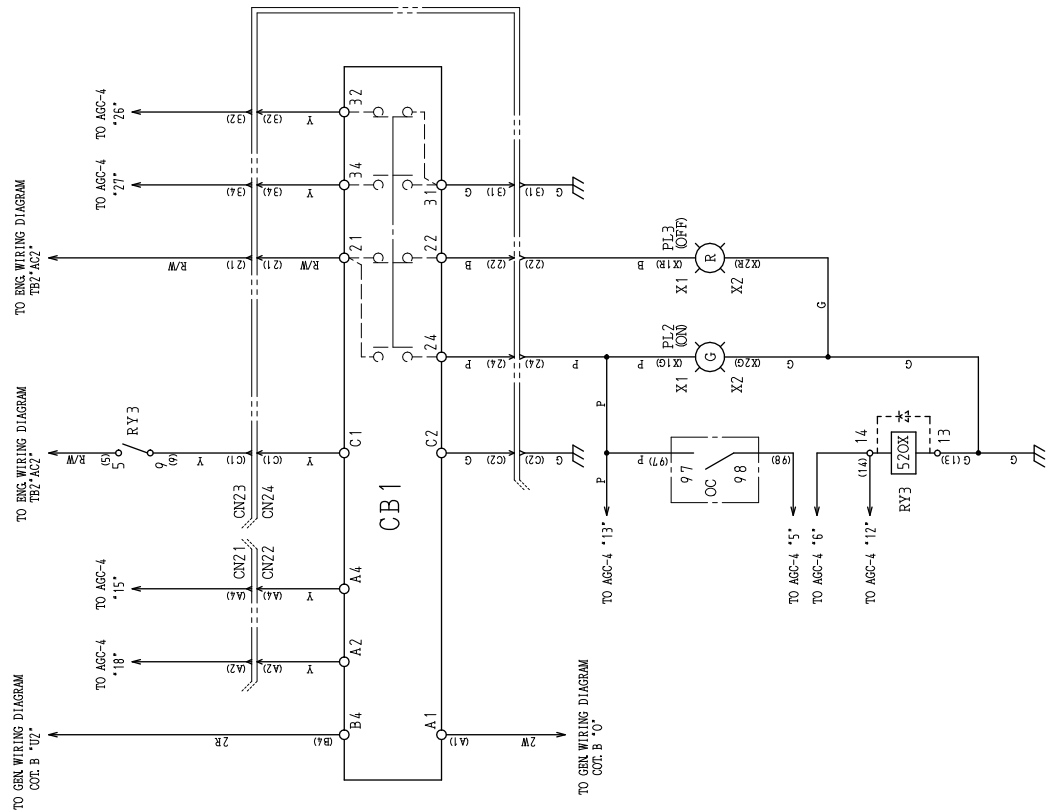 TO AGC-4
"26"
TO AGC-4
"27"
TO ENG. WIRING DIAGRAM
TB2"AC2"
TO ENG. WIRING DIAGRAM
TB2"AC2"
TO AGC-4
"15"
TO AGC-4
"18"
TO GEN. WIRING DIAGRAM
COT. B "U2"
(32)
(32)
Y
(34)
(34)
Y
R/W
(21)
(21)
R/W
R/W
(5)
5
RY3
9
(9)
Y
(C1)
(C1)
Y
CN23
CN24
CN21
CN22
(A4)
(A4)
Y
(A2)
(A2)
Y
2R
(B4)
32
34
21
C1
A4
A2
B4
CB1
31
22
24
C2
A1
G
(31)
(31)
G
B
(22)
(22)
B
(X1R)
PL3
(OFF)
X1
R
X2
(X2R)
G
P
(24)
(24)
P
P
(X1G)
PL2
(ON)
X1
G
X2
(X2G)
G
G
G
(C2)
(C2)
G
P
P
P
(97)
97
OC
98
(98)
TO AGC-4 "13"
TO AGC-4 "5"
TO AGC-4 "6"
TO AGC-4 "12"
14
(14)
52OX
RY3
13
G(13)
G
(A1)
2W
TO GEN. WIRING DIAGRAM
COT. B "O"